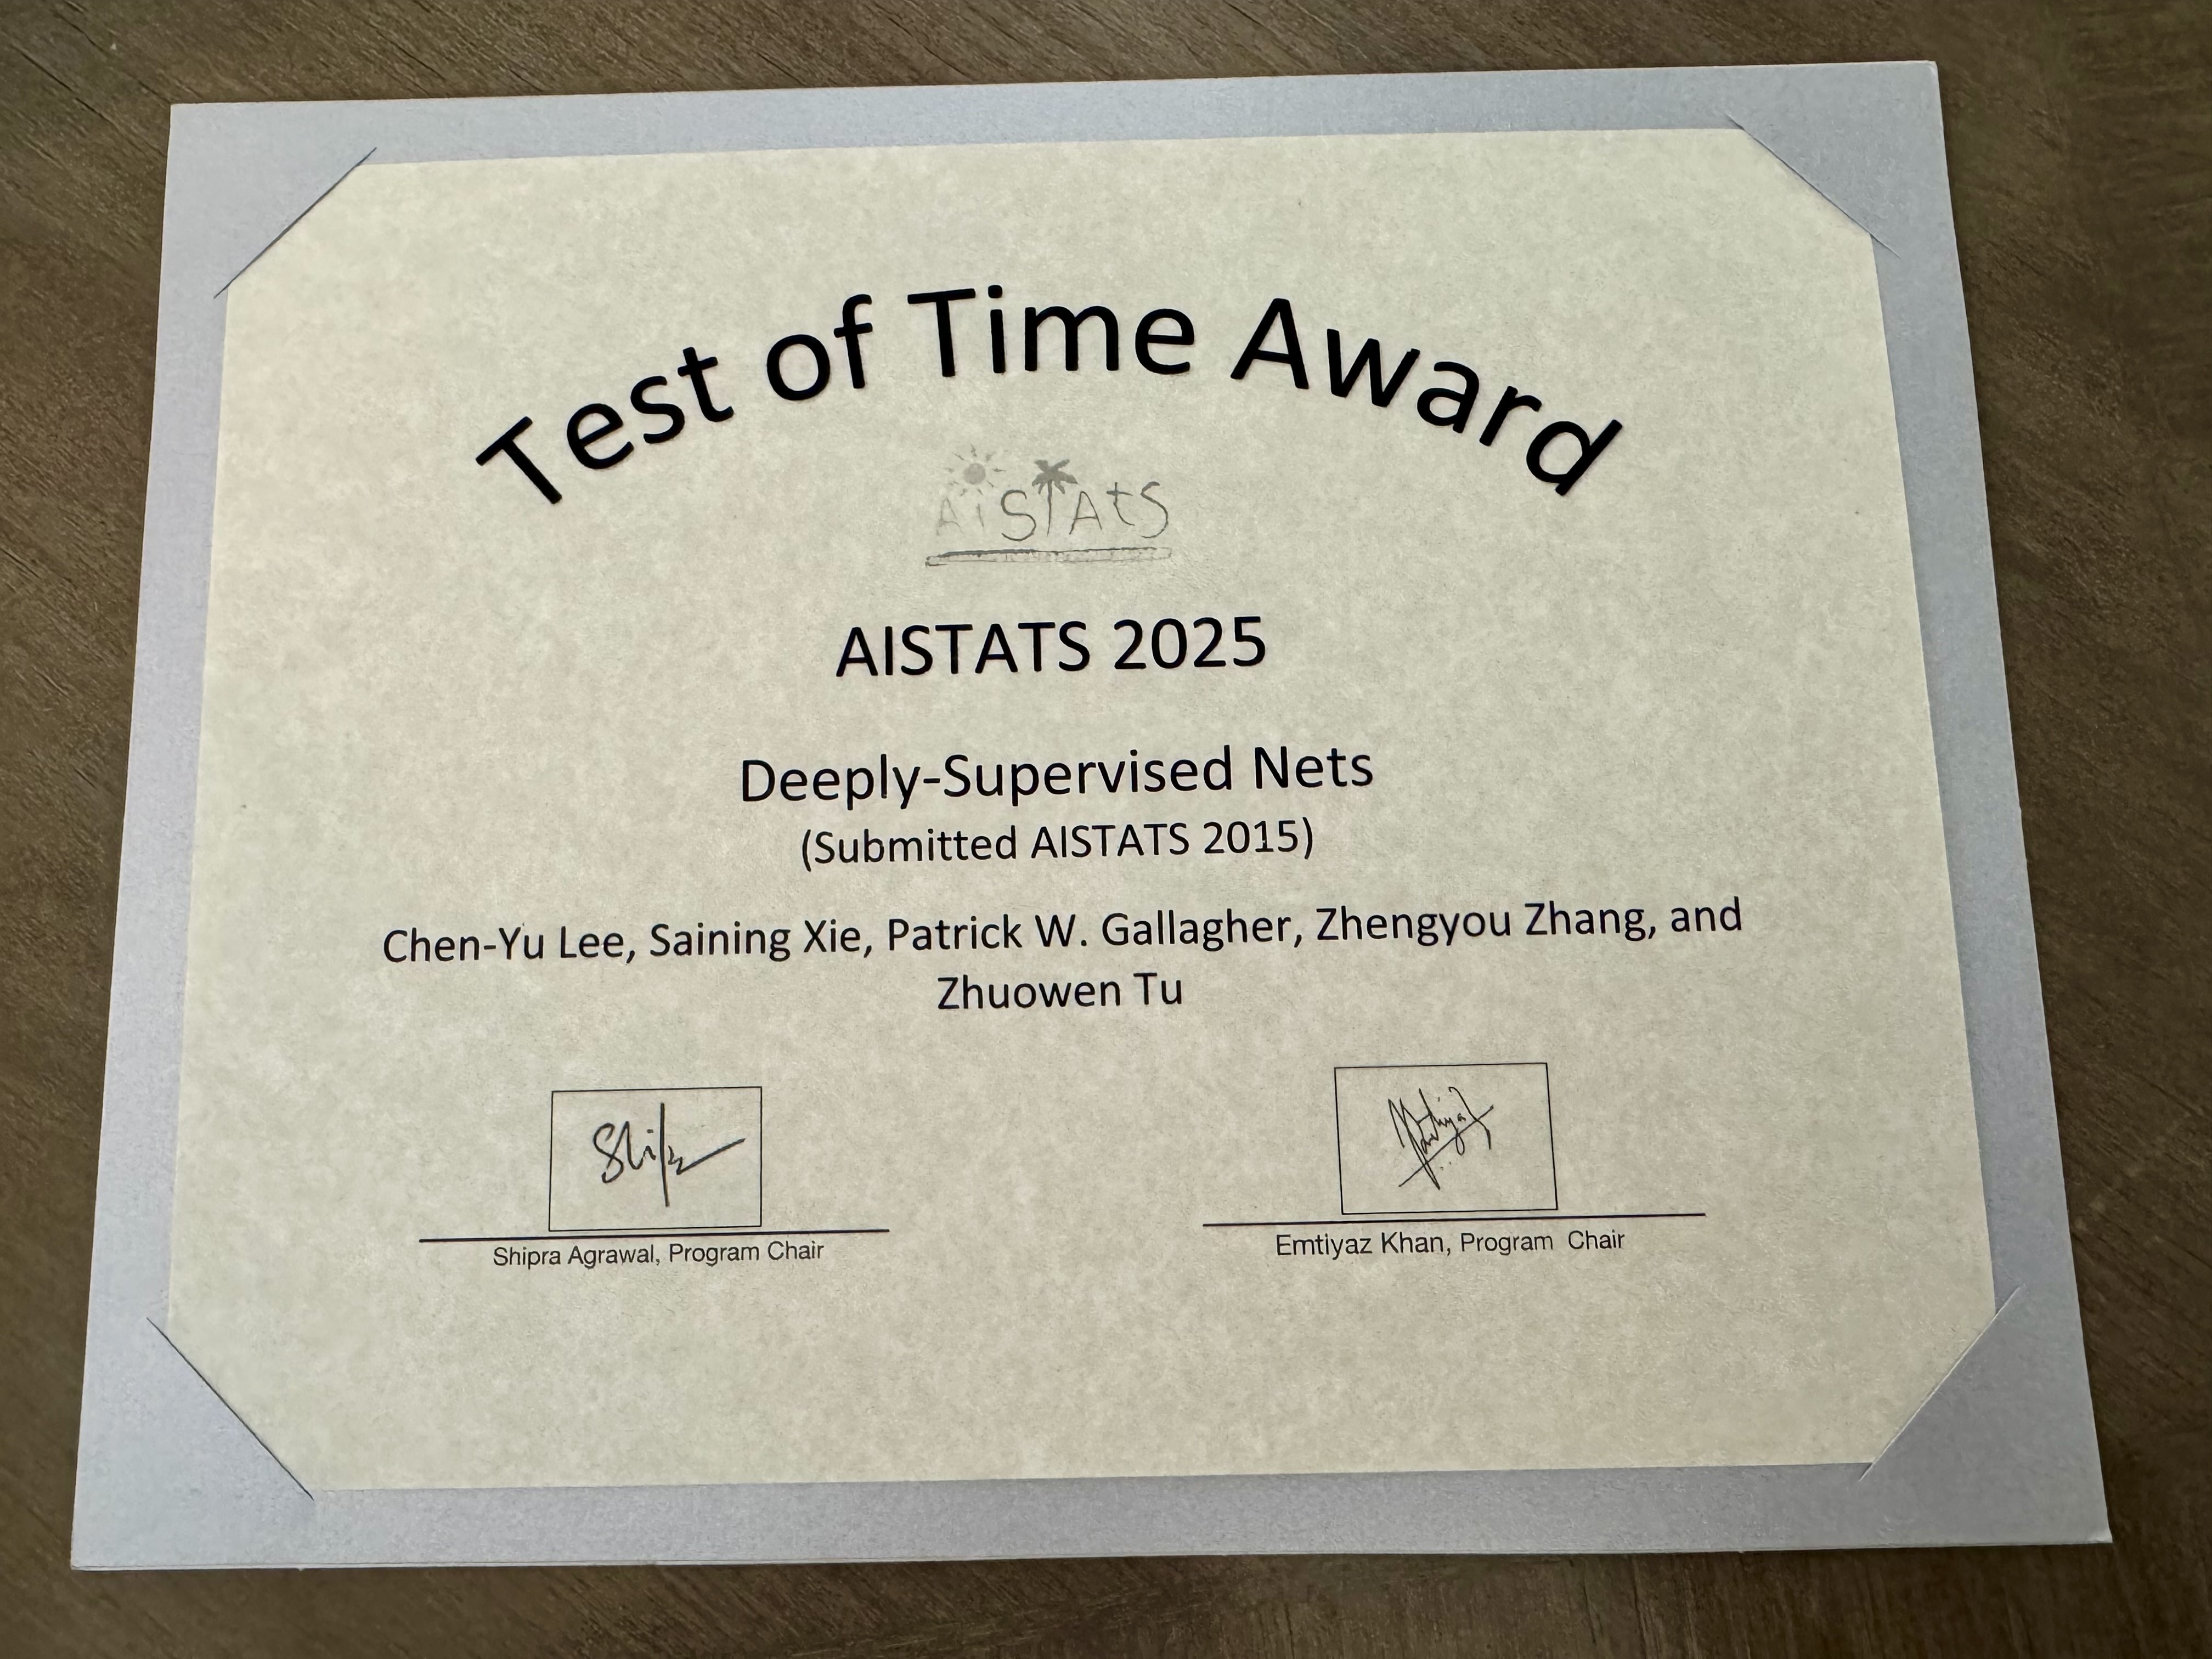 Test of Time Award
AiStAtS
AISTATS 2025
Deeply-Supervised Nets
(Submitted AISTATS 2015)
Chen-Yu Lee, Saining Xie, Patrick W. Gallagher, Zhengyou Zhang, and
Zhuowen Tu
Shipra Agrawal, Program Chair
Emtiyaz Khan, Program Chair